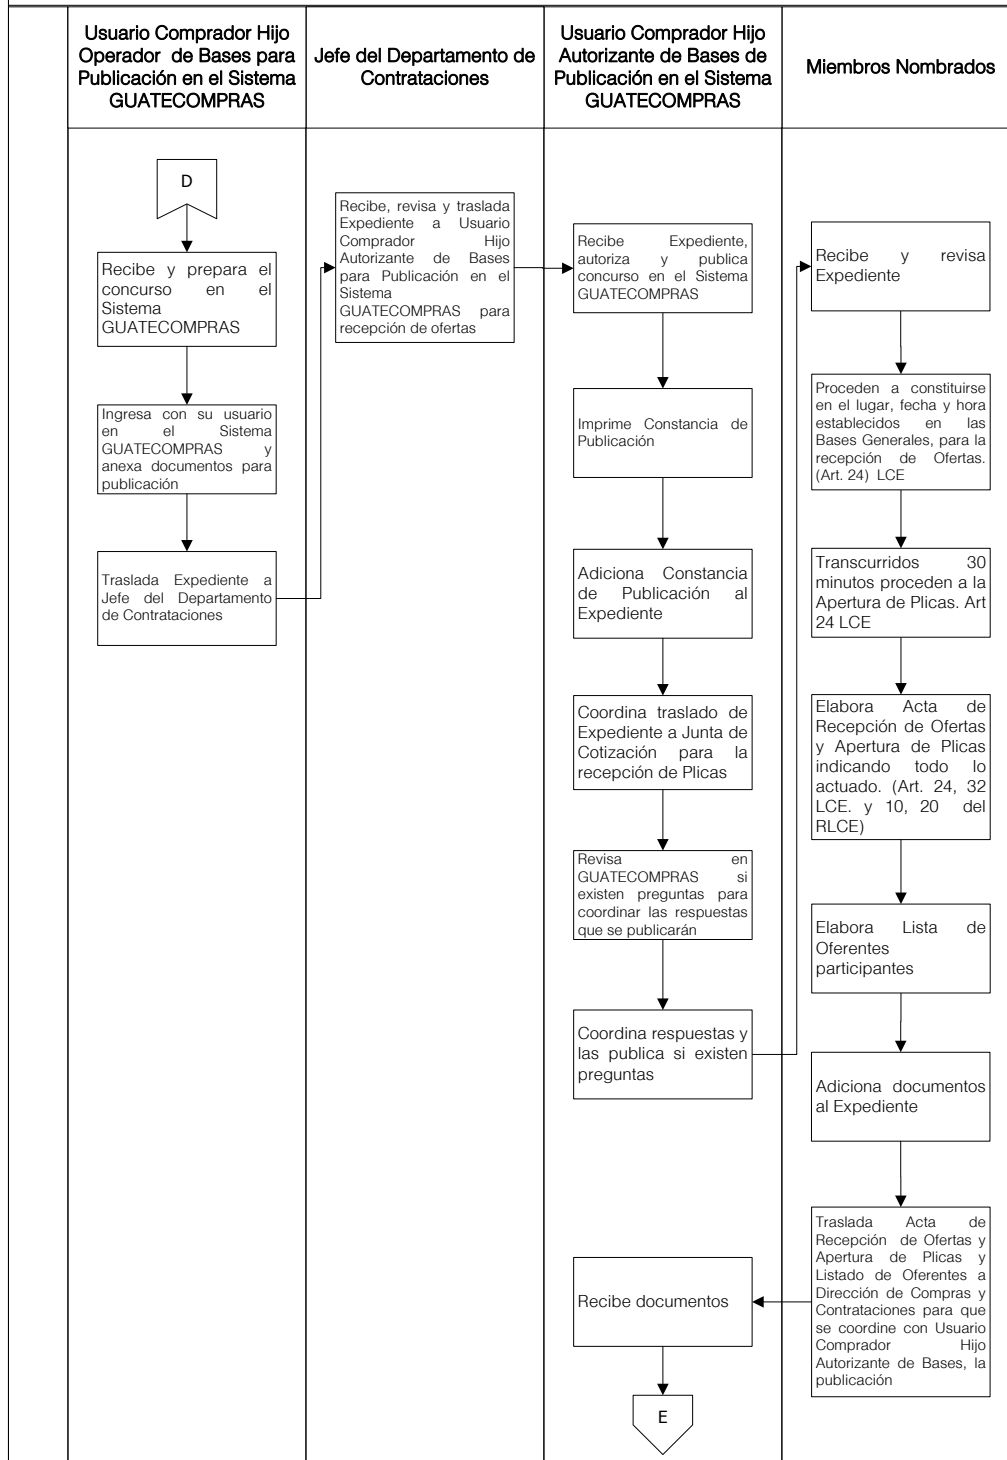 Usuario Comprador Hijo
Operador de Bases para
Publicación en el Sistema
GUATECOMPRAS
Jefe del Departamento de
Contrataciones
Usuario Comprador Hijo
Autorizante de Bases de
Publicación en el Sistema
GUATECOMPRAS
Miembros Nombrados
D
Recibe y prepara el
concurso en el
Sistema
GUATECOMPRAS
Ingresa con su usuario
en el Sistema
GUATECOMPRAS y
anexa documentos para
publicación
Traslada Expediente a
Jefe del Departamento
de Contrataciones
Recibe, revisa y traslada
Expediente a Usuario
Comprador Hijo
Autorizante de Bases
para Publicación en el
Sistema
GUATECOMPRAS para
recepción de ofertas
Recibe Expediente,
autoriza y publica
concurso en el Sistema
GUATECOMPRAS
Imprime Constancia de
Publicación
Adiciona Constancia
de Publicación al
Expediente
Coordina traslado de
Expediente a Junta de
Cotización para la
recepción de Plicas
Revisa en
GUATECOMPRAS si
existen preguntas para
coordinar las respuestas
que se publicarán
Coordina respuestas y
las publica si existen
preguntas
Recibe y revisa
Expediente
Proceden a constituirse
en el lugar, fecha y hora
establecidos en las
Bases Generales, para la
recepción de Ofertas.
(Art. 24) LCE
Transcurridos 30
minutos proceden a la
Apertura de Plicas. Art
24 LCE
Elabora Acta de
Recepción de Ofertas
y Apertura de Plicas
indicando todo lo
actuado. (Art. 24, 32
LCE. y 10, 20 del
RLCE)
Elabora Lista de
Oferentes
participantes
Adiciona documentos
al Expediente
Traslada Acta de
Recepción de Ofertas y
Apertura de Plicas y
Listado de Oferentes a
Dirección de Compras y
Contrataciones para que
se coordine con Usuario
Comprador Hijo
Autorizante de Bases, la
publicación
Recibe documentos
E